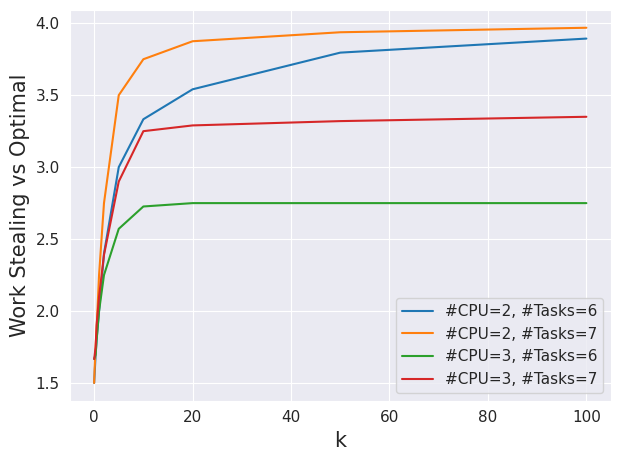 Work Stealing vs Optimal
4.0
3.5
3.0
2.5
2.0
1.5
0
20
40
60
80
100
k
#CPU=2, #Tasks=6
#CPU=2, #Tasks=7
#CPU=3, #Tasks=6
#CPU=3, #Tasks=7